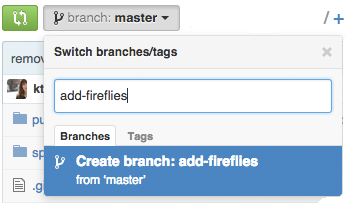 branch: master
/ +
Switch branches/tags
remov
add-fireflies
kt
Branches Tags
pu
Create branch: add-fireflies
sp
from 'master'
.gi